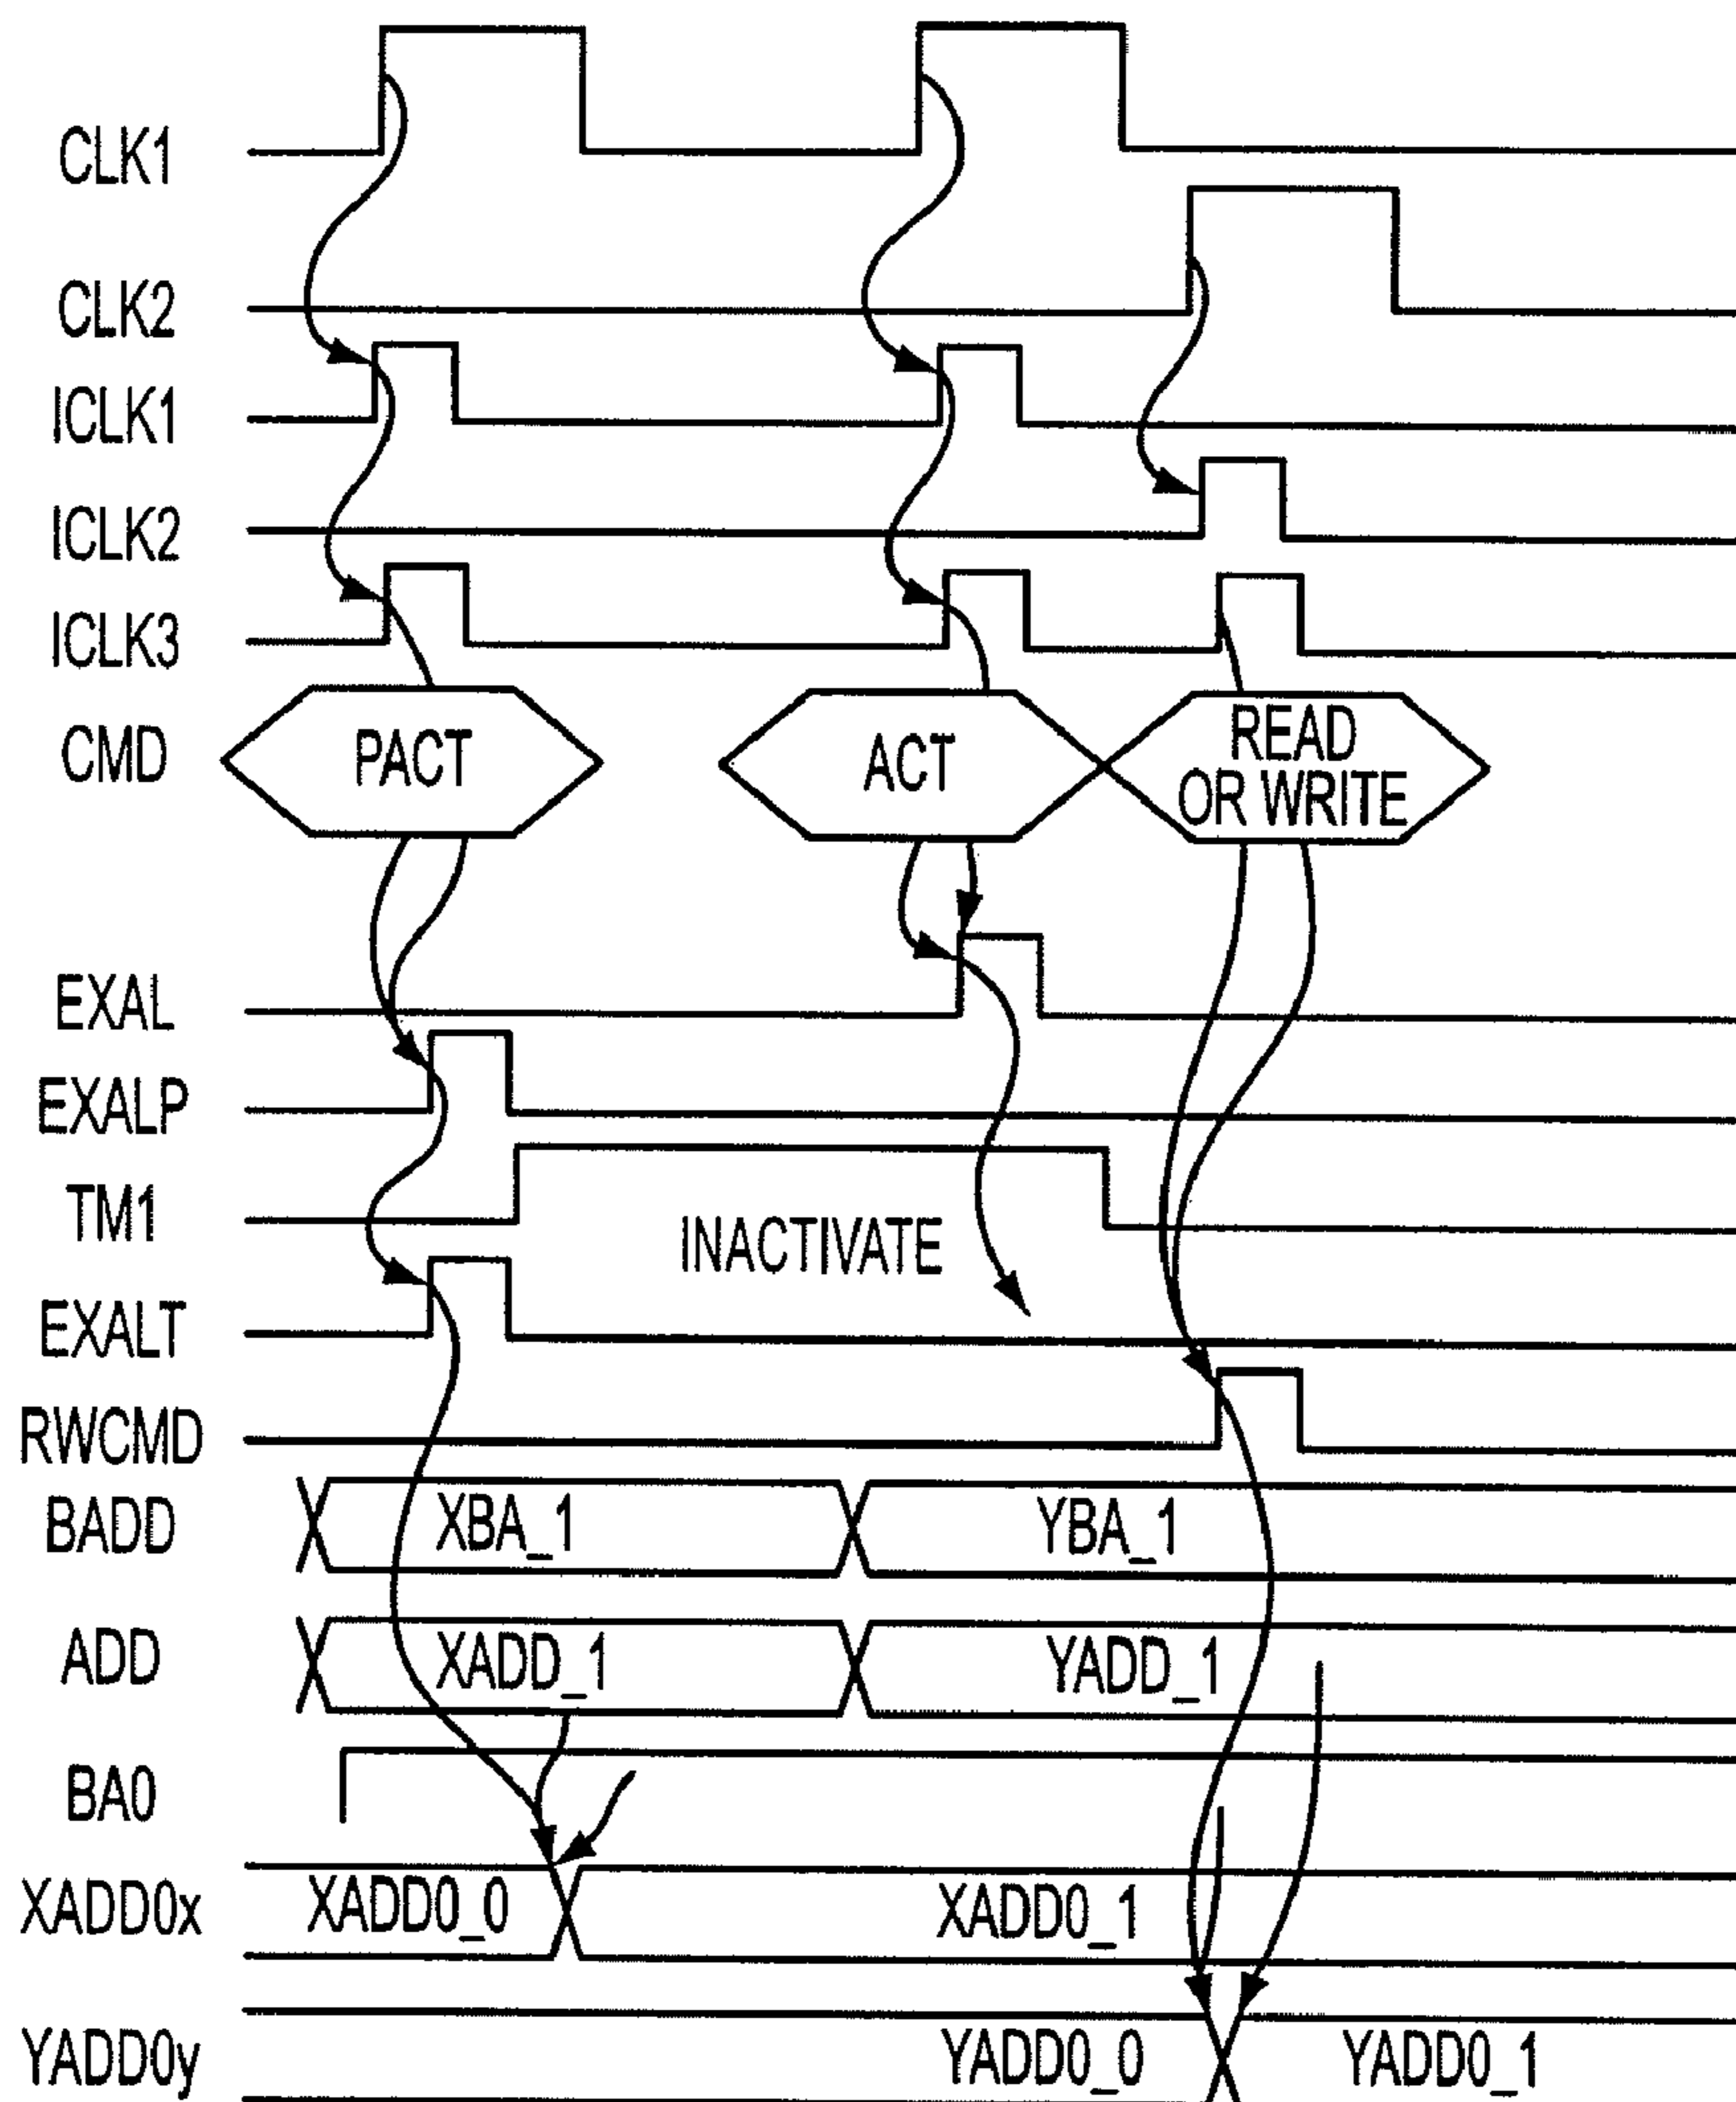 CLK1
CLK2
ICLK1
ICLK2
ICLK3
CMD PACT ACT READ
OR WRITE
EXAL
EXALP
TM1
INACTIVATE
EXALT
RWCMD
BADD XBA_1 YBA_1
ADD XADD_1 YADD_1
BA0
XADD0x XADD0_0 XADD0_1
YADD0y YADD0_0 YADD0_1